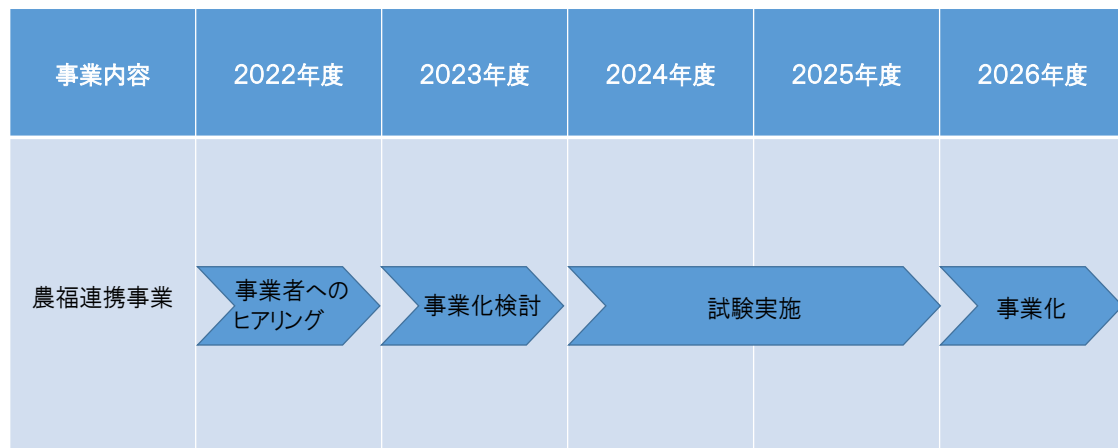 事業内容
2022年度
2023年度
2024年度
2025年度
2026年度
農福連携事業
事業者への
ヒアリング
事業化検討
試験実施
事業化